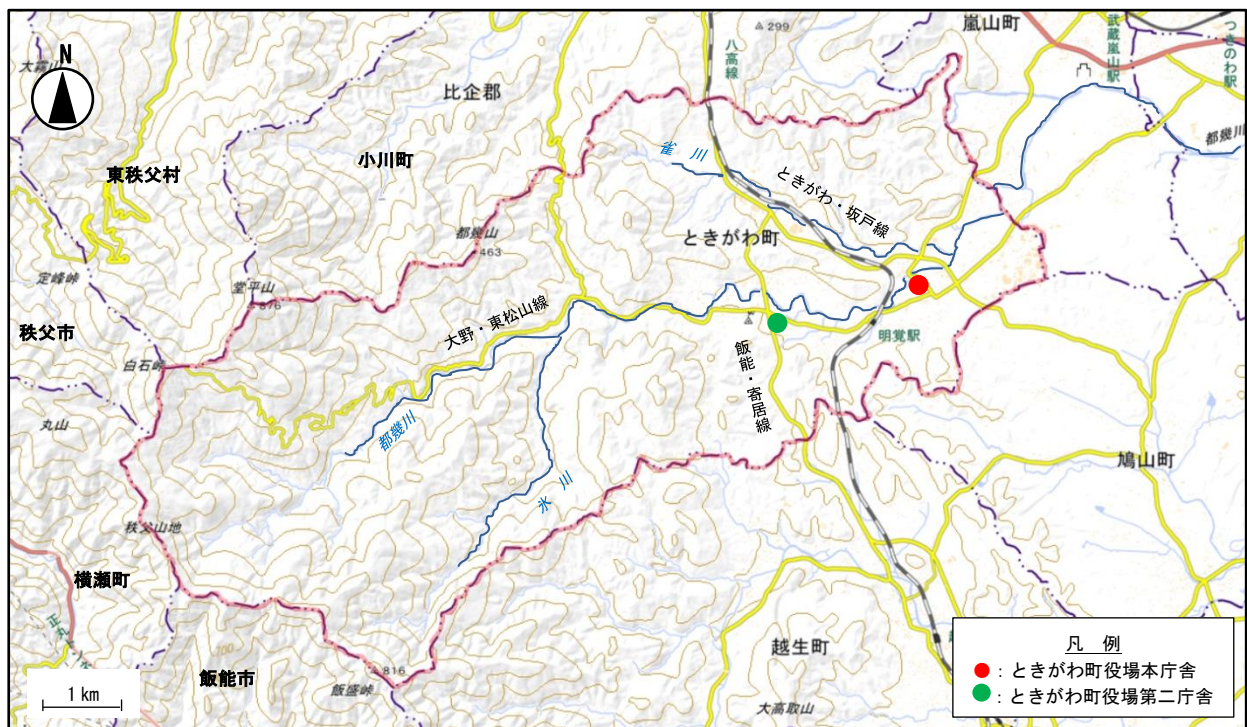 N
大霧山
比企郡
八高線
299
嵐山町
武蔵嵐山駅
つきのわ駅
都幾川
東秩父村
小川町
雀川
ときがわ・坂戸線
都幾山
463
ときがわ町
定峰峠
堂平山
876
大野・東松山線
秩父市
白石峠
明覚駅
飯能・寄居線
丸山
都幾川
氷川
鳩山町
秩父山地
横瀬町
飯能市
700
816
飯盛峠
越生町
大高取山
1 km
凡 例
: ときがわ町役場本庁舎
: ときがわ町役場第二庁舎